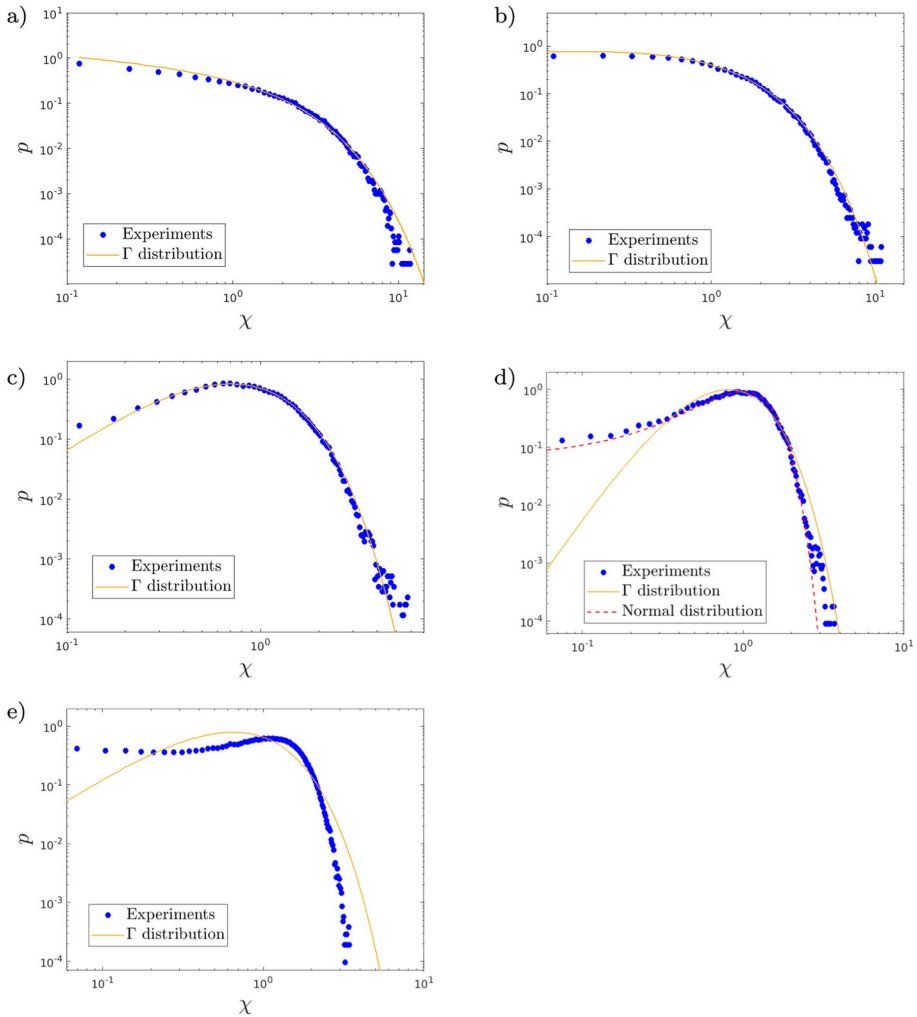 a)
10^1
10^0
10^-1
10^-2
10^-3
10^-4
p
Experiments
Γ distribution
10^-1
10^0
10^1
χ
b)
10^0
10^-1
10^-2
10^-3
10^-4
p
Experiments
Γ distribution
10^-1
10^0
10^1
χ
c)
10^0
10^-1
10^-2
10^-3
10^-4
p
Experiments
Γ distribution
10^-1
10^0
χ
d)
10^0
10^-1
10^-2
10^-3
10^-4
p
Experiments
Γ distribution
Normal distribution
10^-1
10^0
10^1
χ
e)
10^0
10^-1
10^-2
10^-3
10^-4
p
Experiments
Γ distribution
10^-1
10^0
10^1
χ